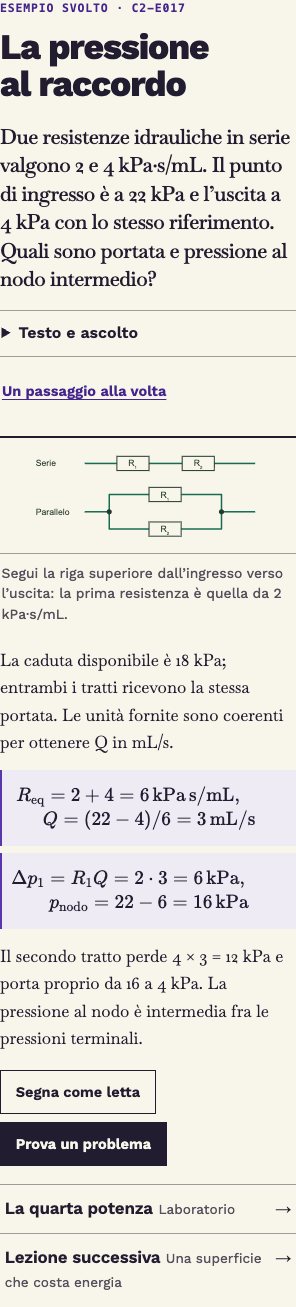 ESEMPIO SVOLTO · C2–E017
La pressione
al raccordo
Due resistenze idrauliche in serie
valgono 2 e 4 kPa·s/mL. Il punto
di ingresso è a 22 kPa e l’uscita a
4 kPa con lo stesso riferimento.
Quali sono portata e pressione al
nodo intermedio?
▶ Testo e ascolto
Un passaggio alla volta
Serie R₁ R₂
R₁
Parallelo
R₂
Segui la riga superiore dall’ingresso verso
l’uscita: la prima resistenza è quella da 2
kPa·s/mL.
La caduta disponibile è 18 kPa;
entrambi i tratti ricevono la stessa
portata. Le unità fornite sono coerenti
per ottenere Q in mL/s.
R_eq = 2 + 4 = 6 kPa s/mL,
Q = (22 − 4)/6 = 3 mL/s
Δp₁ = R₁Q = 2 · 3 = 6 kPa,
p_nodo = 22 − 6 = 16 kPa
Il secondo tratto perde 4 × 3 = 12 kPa e
porta proprio da 16 a 4 kPa. La
pressione al nodo è intermedia fra le
pressioni terminali.
Segna come letta
Prova un problema
La quarta potenza Laboratorio →
Lezione successiva Una superficie →
che costa energia